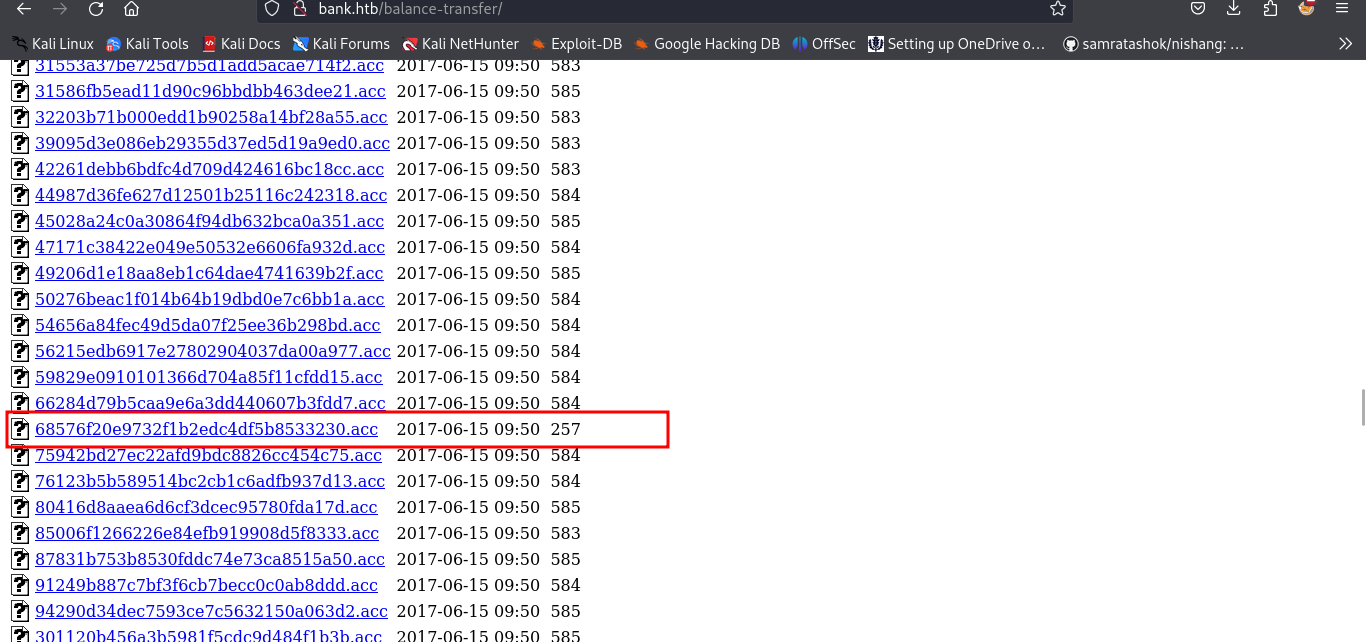 bank.htb/balance-transfer/
Kali Linux Kali Tools Kali Docs Kali Forums Kali NetHunter Exploit-DB Google Hacking DB OffSec Setting up OneDrive o… samratashok/nishang: …
31553a37be725d7b5d1add5acae714f2.acc 2017-06-15 09:50 583
31586fb5ead11d90c96bbdbb463dee21.acc 2017-06-15 09:50 585
32203b71b000edd1b90258a14bf28a55.acc 2017-06-15 09:50 583
39095d3e086eb29355d37ed5d19a9ed0.acc 2017-06-15 09:50 583
42261debb6bdfc4d709d424616bc18cc.acc 2017-06-15 09:50 583
44987d36fe627d12501b25116c242318.acc 2017-06-15 09:50 584
45028a24c0a30864f94db632bca0a351.acc 2017-06-15 09:50 585
47171c38422e049e50532e6606fa932d.acc 2017-06-15 09:50 584
49206d1e18aa8eb1c64dae4741639b2f.acc 2017-06-15 09:50 585
50276beac1f014b64b19dbd0e7c6bb1a.acc 2017-06-15 09:50 584
54656a84fec49d5da07f25ee36b298bd.acc 2017-06-15 09:50 584
56215edb6917e27802904037da00a977.acc 2017-06-15 09:50 584
59829e0910101366d704a85f11cfdd15.acc 2017-06-15 09:50 584
66284d79b5caa9e6a3dd440607b3fdd7.acc 2017-06-15 09:50 584
68576f20e9732f1b2edc4df5b8533230.acc 2017-06-15 09:50 257
75942bd27ec22afd9bdc8826cc454c75.acc 2017-06-15 09:50 584
76123b5b589514bc2cb1c6adfb937d13.acc 2017-06-15 09:50 584
80416d8aaea6d6cf3dcec95780fda17d.acc 2017-06-15 09:50 585
85006f1266226e84efb919908d5f8333.acc 2017-06-15 09:50 583
87831b753b8530fddc74e73ca8515a50.acc 2017-06-15 09:50 585
91249b887c7bf3f6cb7becc0c0ab8ddd.acc 2017-06-15 09:50 584
94290d34dec7593ce7c5632150a063d2.acc 2017-06-15 09:50 585
301120b456a3b5981f5cdc9d484f1b3b.acc 2017-06-15 09:50 585